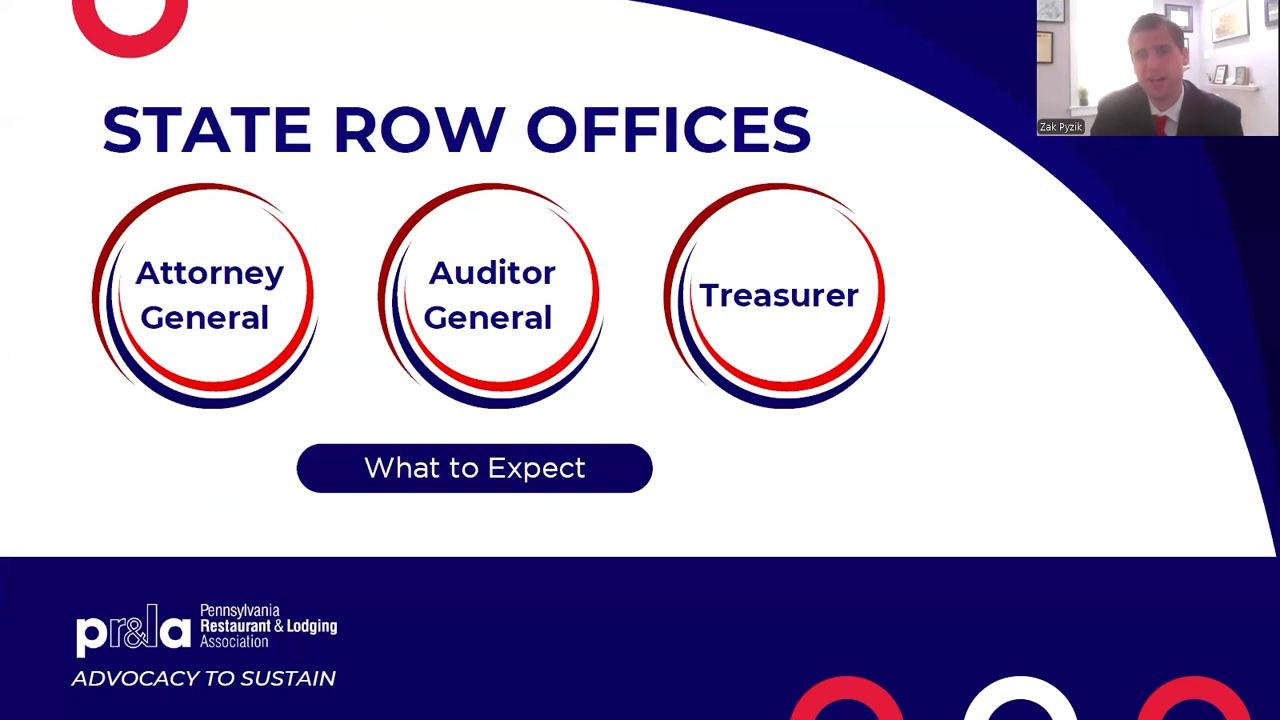 STATE ROW OFFICES
Zak Pyzik
Attorney
General
Auditor
General
Treasurer
What to Expect
pr&la
Pennsylvania
Restaurant & Lodging
Association
ADVOCACY TO SUSTAIN